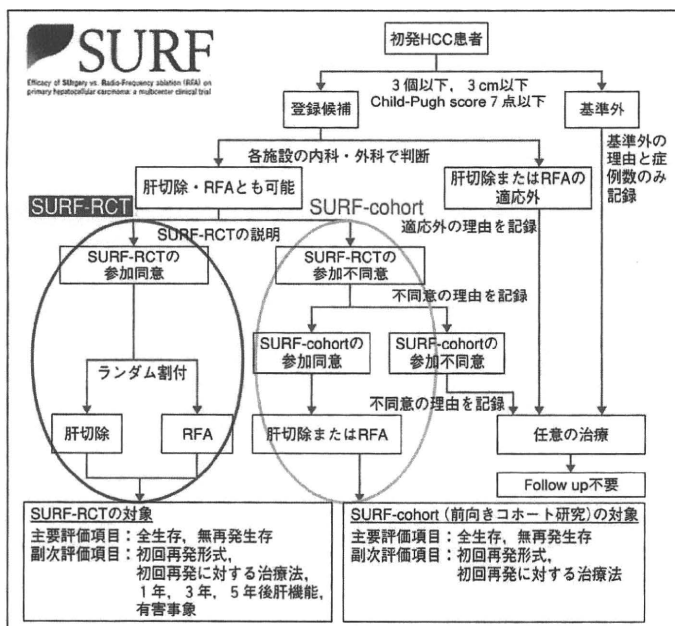 SURF
Efficacy of SUrgery vs. Radio-Frequency ablation (RFA) on
primary hepatocellular carcinoma: a multicenter clinical trial
初発HCC患者
3個以下，3cm以下
Child-Pugh score 7点以下
登録候補
基準外
各施設の内科・外科で判断
基準外の
理由と症
例数のみ
記録
肝切除・RFAとも可能
肝切除またはRFAの
適応外
SURF-RCT
SURF-cohort
SURF-RCTの説明
適応外の理由を記録
SURF-RCTの
参加同意
SURF-RCTの
参加不同意
不同意の理由を記録
SURF-cohortの
参加同意
SURF-cohortの
参加不同意
ランダム割付
不同意の理由を記録
肝切除
RFA
肝切除またはRFA
任意の治療
Follow up不要
SURF-RCTの対象
主要評価項目：全生存，無再発生存
副次評価項目：初回再発形式，
初回再発に対する治療法，
1年，3年，5年後肝機能，
有害事象
SURF-cohort（前向きコホート研究）の対象
主要評価項目：全生存，無再発生存
副次評価項目：初回再発形式，
初回再発に対する治療法